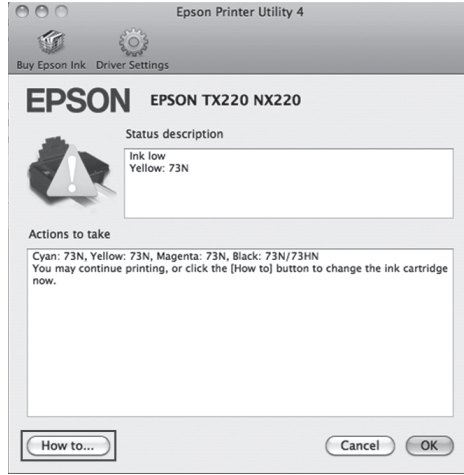 Epson Printer Utility 4
Buy Epson Ink Driver Settings
EPSON EPSON TX220 NX220
Status description
Ink low
Yellow: 73N
Actions to take
Cyan: 73N, Yellow: 73N, Magenta: 73N, Black: 73N/73HN
You may continue printing, or click the [How to] button to change the ink cartridge
now.
How to... Cancel OK